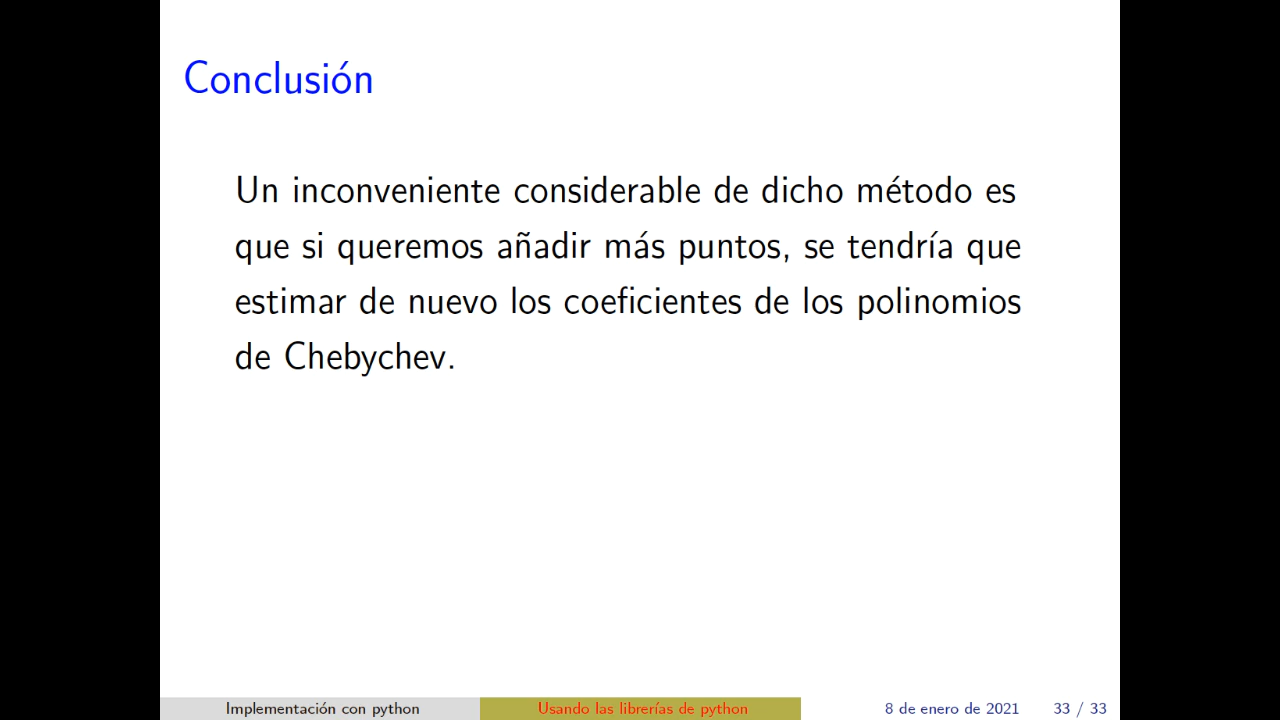 Conclusión
Un inconveniente considerable de dicho método es
que si queremos añadir más puntos, se tendría que
estimar de nuevo los coeficientes de los polinomios
de Chebychev.
Implementación con python Usando las librerías de python 8 de enero de 2021 33 / 33